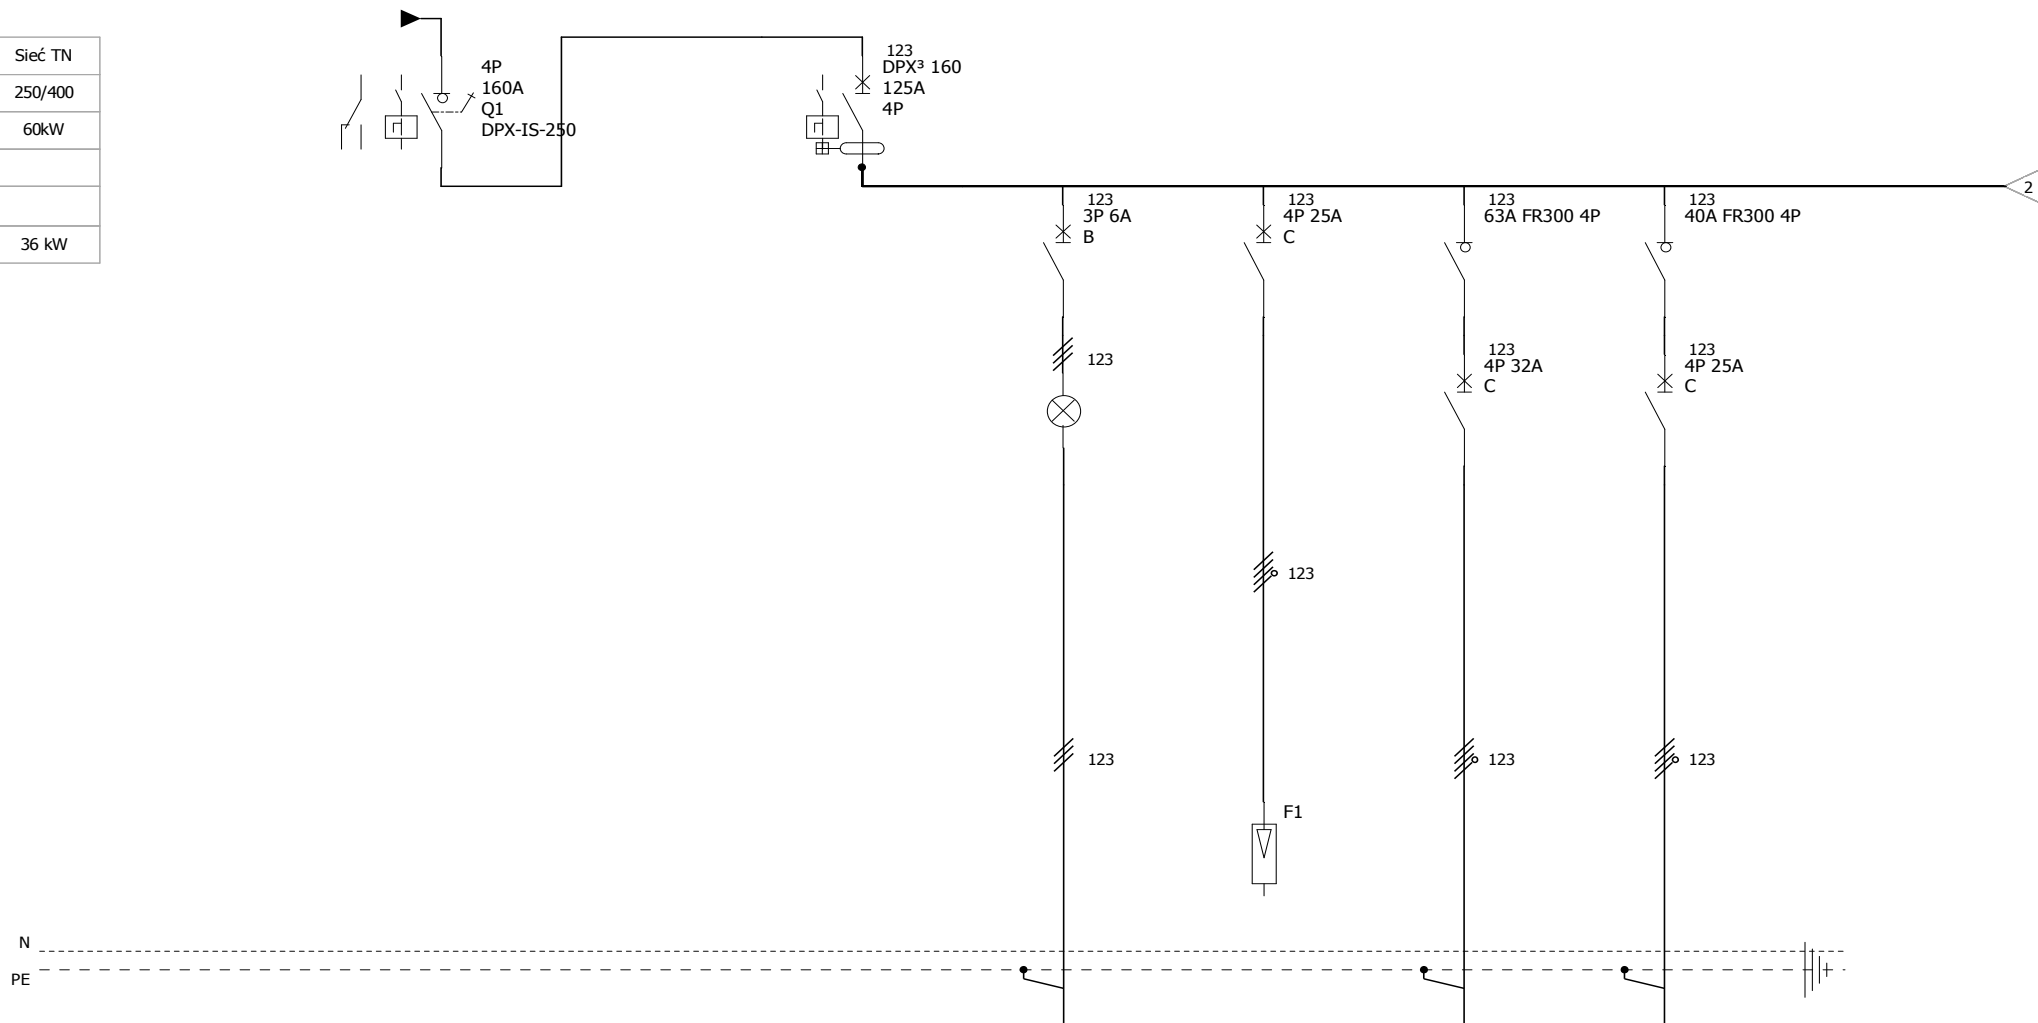 Sieć TN
250/400
60kW
36 kW
4P
160A
Q1
DPX-IS-250
123
DPX³ 160
125A
4P
2
123
3P 6A
B
123
4P 25A
C
123
63A FR300 4P
123
40A FR300 4P
123
123
4P 32A
C
123
4P 25A
C
123
123
123
123
F1
N
PE